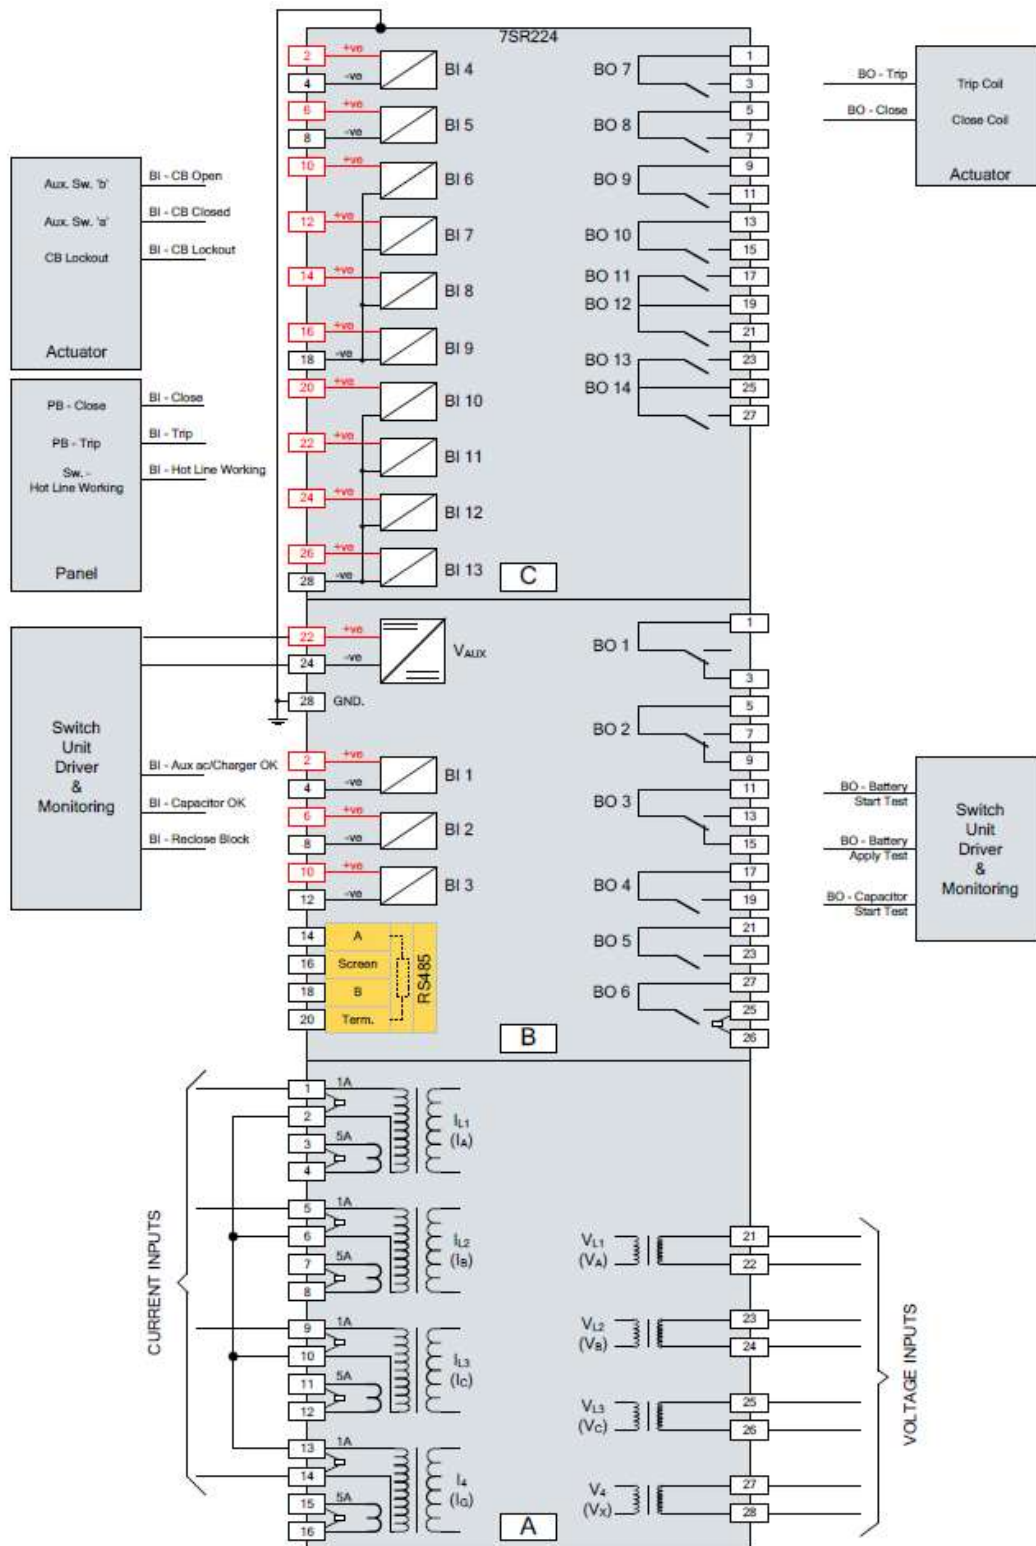 7SR224
2 +ve BI 4
4 -ve
6 +ve BI 5
8 -ve
10 +ve BI 6
12 +ve BI 7
14 +ve BI 8
16 +ve BI 9
18 -ve
20 +ve BI 10
22 +ve BI 11
24 +ve BI 12
26 +ve BI 13
28 -ve
BO 7 1
3
BO 8 5
7
BO 9 9
11
BO 10 13
15
BO 11 17
BO 12 19
21
BO 13 23
BO 14 25
27
C
Aux. Sw. 'b' BI - CB Open
Aux. Sw. 'a' BI - CB Closed
CB Lockout BI - CB Lockout
Actuator
PB - Close BI - Close
PB - Trip BI - Trip
Sw. -
Hot Line Working
BI - Hot Line Working
Panel
BO - Trip Trip Coil
BO - Close Close Coil
Actuator
22 +ve VAUX
24 -ve
28 GND.
2 +ve BI 1
4 -ve
6 +ve BI 2
8 -ve
10 +ve BI 3
12 -ve
14 A
16 Screen
18 B
20 Term.
RS485
BO 1 1
3
BO 2 5
7
9
BO 3 11
13
15
BO 4 17
19
BO 5 21
23
BO 6 27
25
26
B
Switch
Unit
Driver
&
Monitoring
BI - Aux ac/Charger OK
BI - Capacitor OK
BI - Reclose Block
BO - Battery
Start Test
BO - Battery
Apply Test
BO - Capacitor
Start Test
Switch
Unit
Driver
&
Monitoring
CURRENT INPUTS
1 1A
2
3 5A
4
IL1
(IA)
5 1A
6
7 5A
8
IL2
(IB)
9 1A
10
11 5A
12
IL3
(IC)
13 1A
14
15 5A
16
I4
(IG)
VL1
(VA)
21
22
VL2
(VB)
23
24
VL3
(VC)
25
26
V4
(VX)
27
28
VOLTAGE INPUTS
A